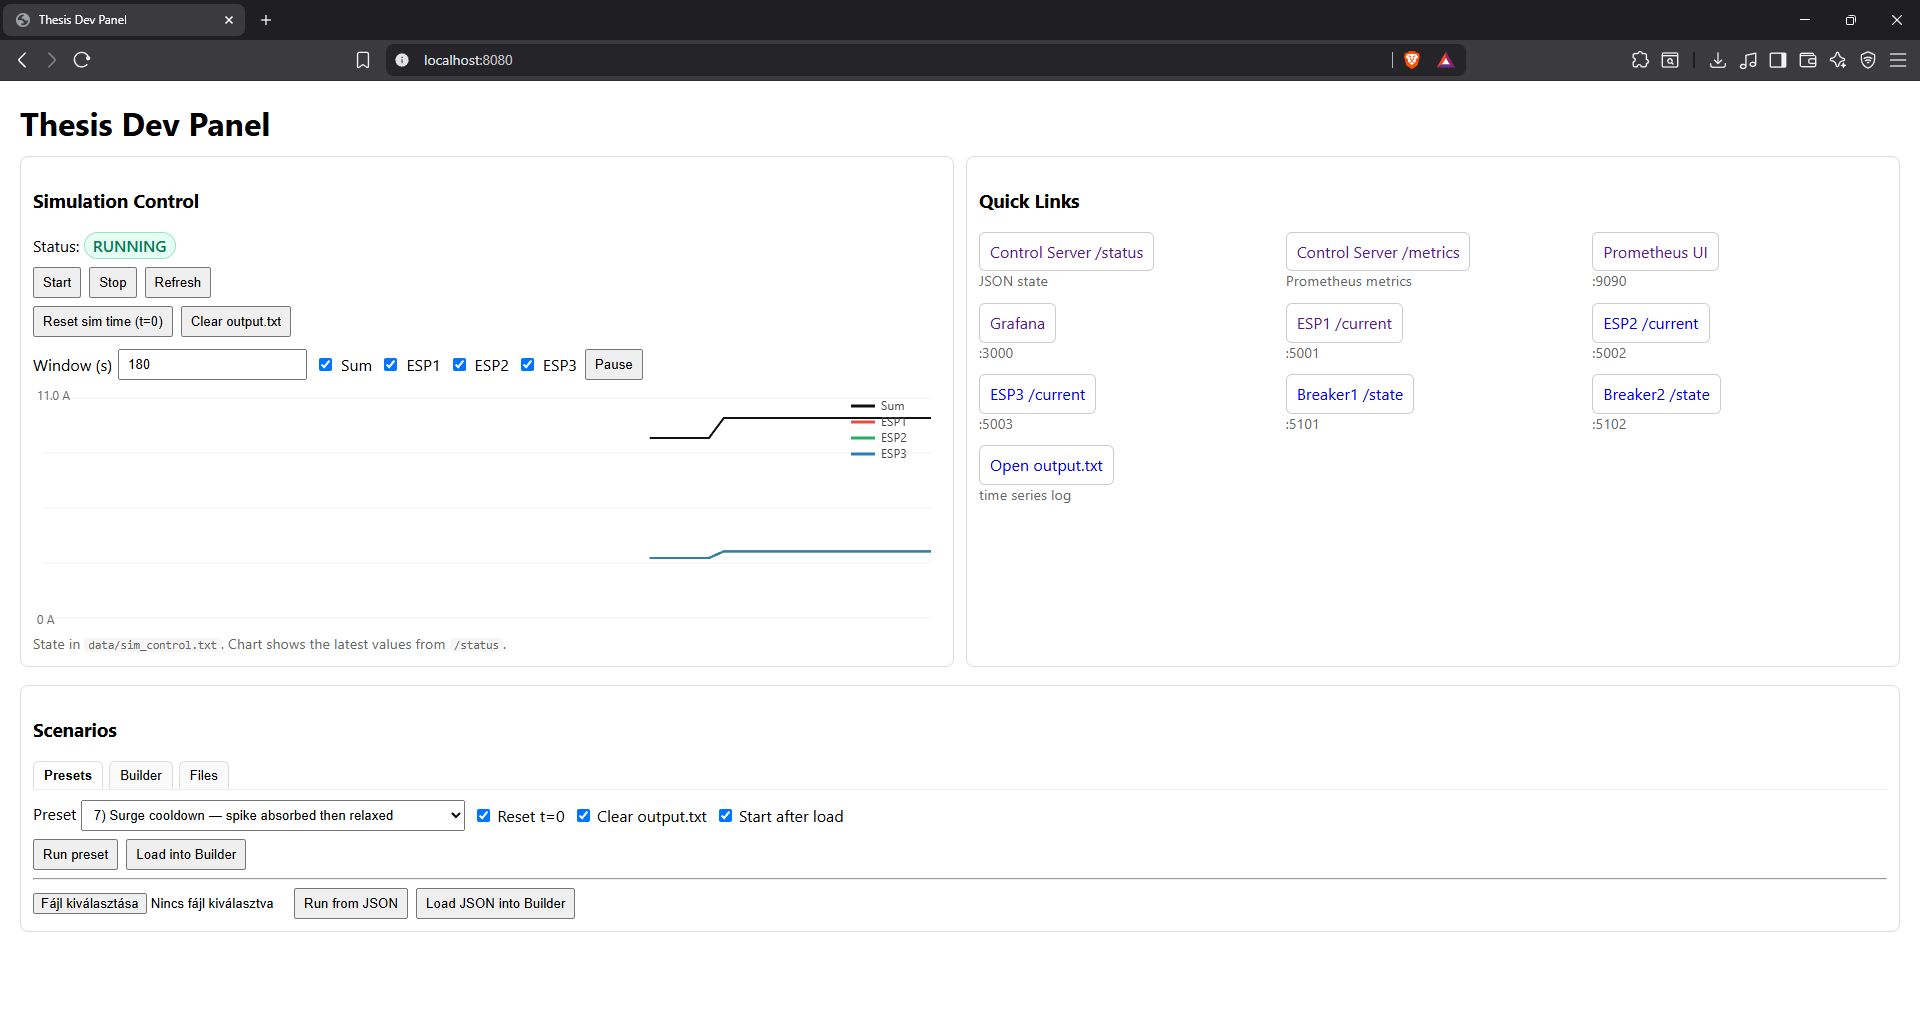 Thesis Dev Panel
localhost:8080
Thesis Dev Panel
Simulation Control
Status: RUNNING
Start Stop Refresh
Reset sim time (t=0) Clear output.txt
Window (s) 180 Sum ESP1 ESP2 ESP3 Pause
11.0 A
Sum
ESP1
ESP2
ESP3
0 A
State in data/sim_control.txt. Chart shows the latest values from /status.
Quick Links
Control Server /status Control Server /metrics Prometheus UI
JSON state Prometheus metrics :9090
Grafana ESP1 /current ESP2 /current
:3000 :5001 :5002
ESP3 /current Breaker1 /state Breaker2 /state
:5003 :5101 :5102
Open output.txt
time series log
Scenarios
Presets Builder Files
Preset 7) Surge cooldown — spike absorbed then relaxed Reset t=0 Clear output.txt Start after load
Run preset Load into Builder
Fájl kiválasztása Nincs fájl kiválasztva Run from JSON Load JSON into Builder